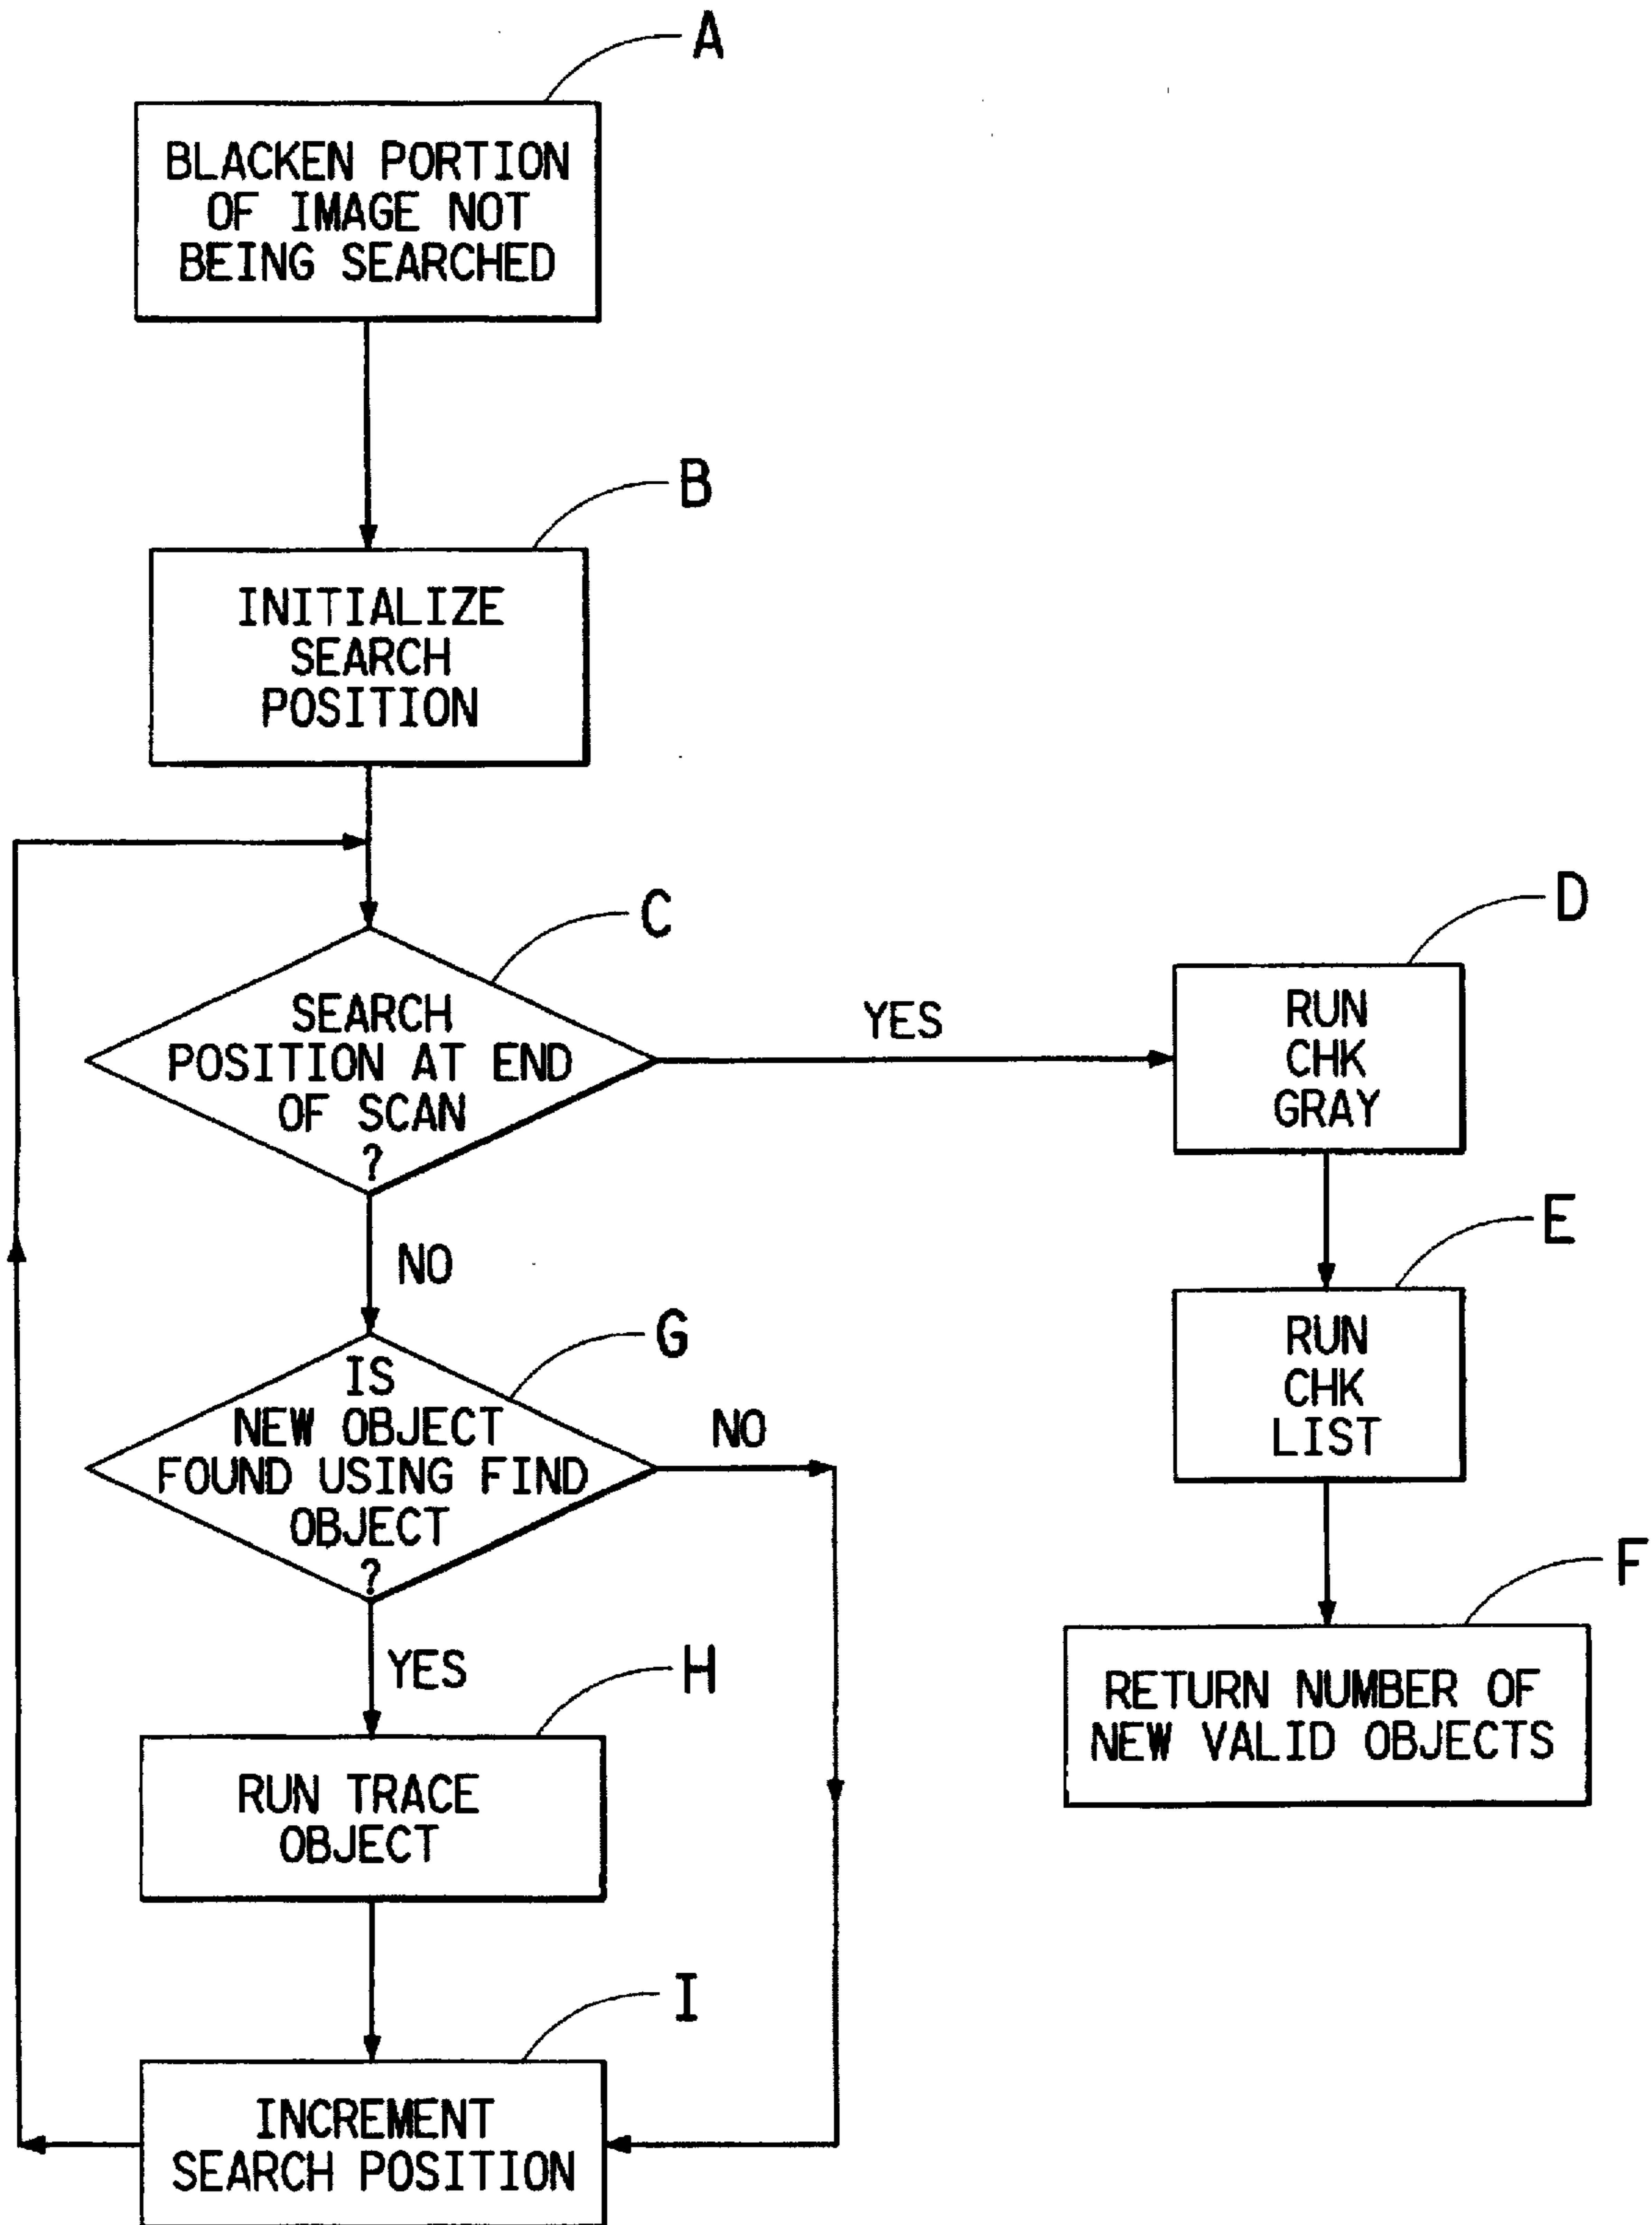 A
BLACKEN PORTION
OF IMAGE NOT
BEING SEARCHED
B
INITIALIZE
SEARCH
POSITION
C
SEARCH
POSITION AT END
OF SCAN
?
YES
D
RUN
CHK
GRAY
NO
E
RUN
CHK
LIST
G
IS
NEW OBJECT
FOUND USING FIND
OBJECT
?
NO
F
RETURN NUMBER OF
NEW VALID OBJECTS
YES
H
RUN TRACE
OBJECT
I
INCREMENT
SEARCH POSITION